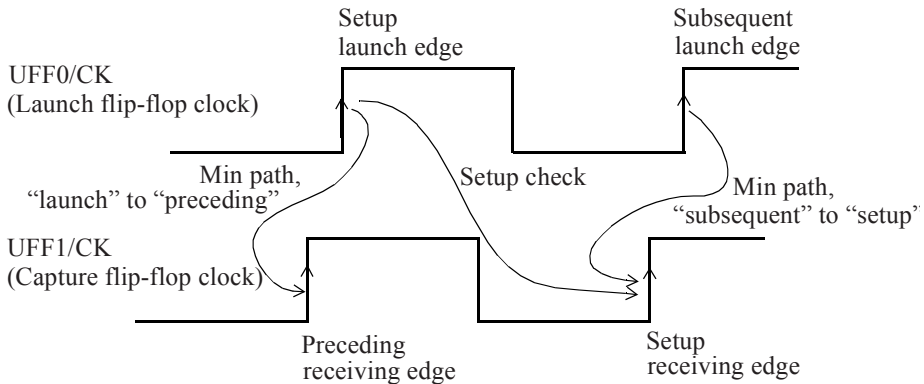 Setup
launch edge
Subsequent
launch edge
UFF0/CK
(Launch flip-flop clock)
Min path,
“launch” to “preceding”
Setup check
Min path,
“subsequent” to “setup”
UFF1/CK
(Capture flip-flop clock)
Preceding
receiving edge
Setup
receiving edge